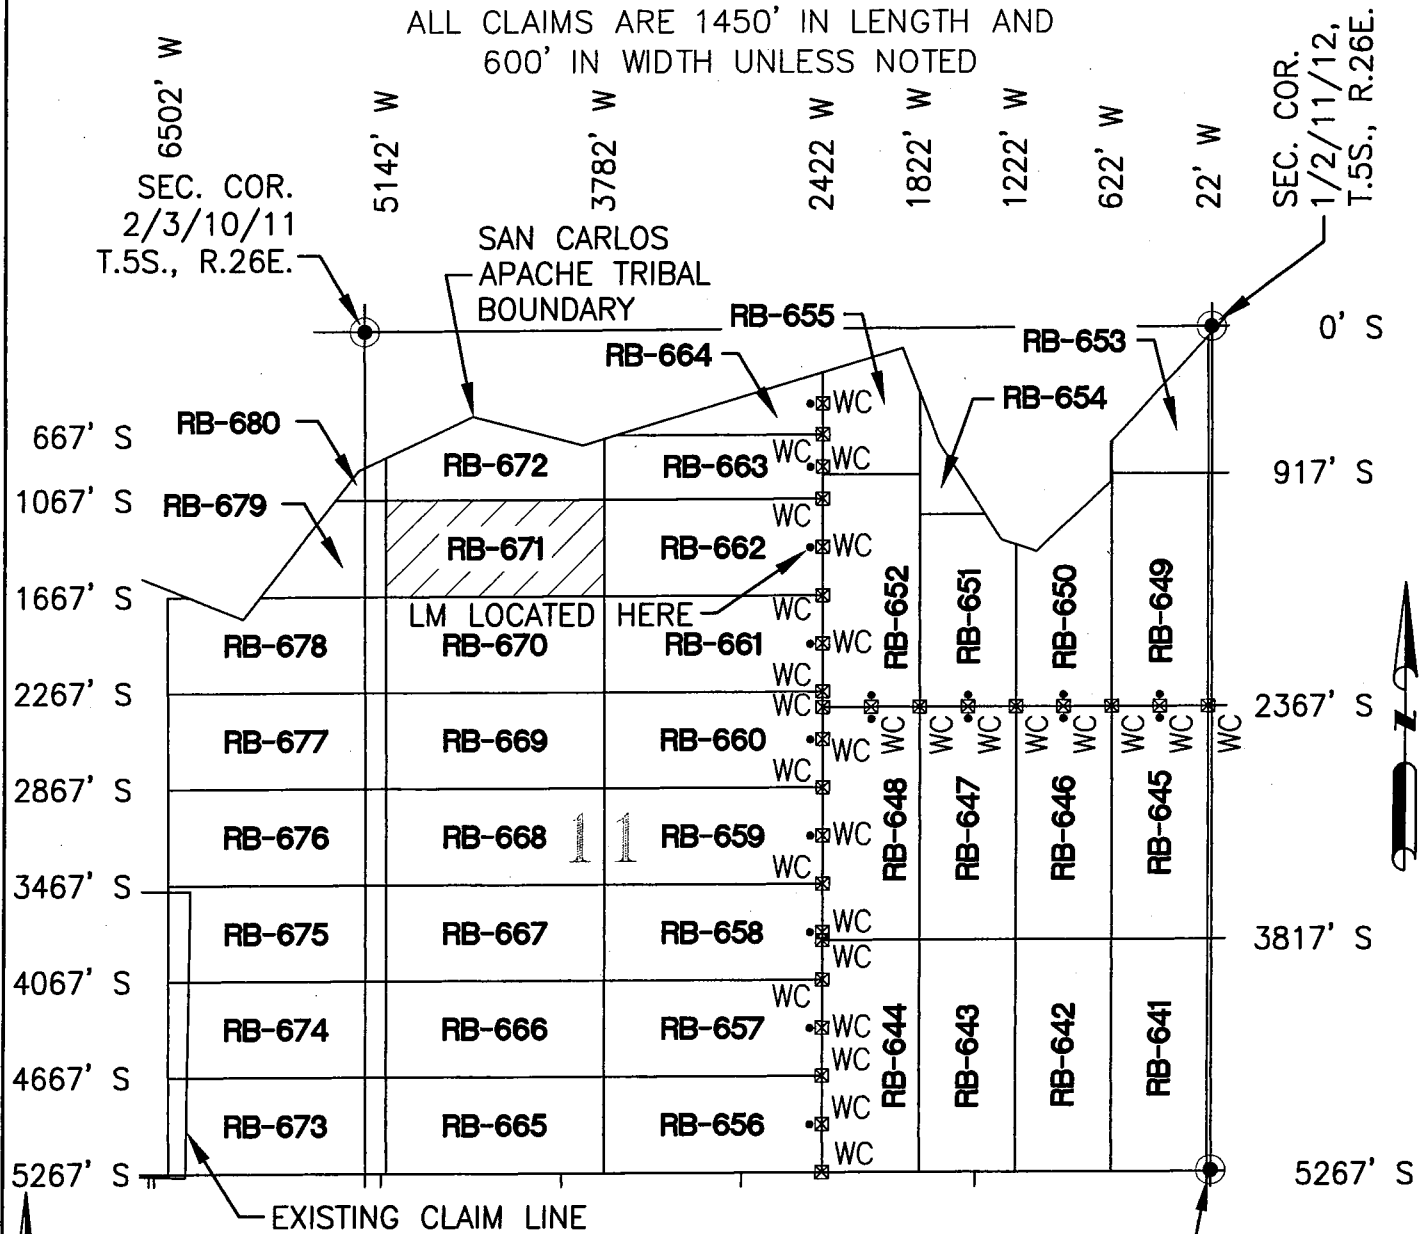 ALL CLAIMS ARE 1450' IN LENGTH AND
600' IN WIDTH UNLESS NOTED
6502' W
5142' W
3782' W
2422 W
1822' W
1222' W
622' W
22' W
SEC. COR.
1/2/11/12,
T.5S., R.26E.
SEC. COR.
2/3/10/11
T.5S., R.26E.
SAN CARLOS
APACHE TRIBAL
BOUNDARY
RB-655
RB-653
0' S
RB-664
RB-654
WC
667' S
RB-680
RB-672
RB-663
WC
WC
917' S
1067' S
RB-679
WC
RB-671
RB-662
WC
RB-652
RB-651
RB-650
RB-649
1667' S
LM LOCATED HERE
WC
RB-678
RB-670
RB-661
WC
WC
2267' S
WC
2367' S
WC
WC
WC
WC
WC
WC
WC
WC
RB-677
RB-669
RB-660
WC
WC
2867' S
RB-648
RB-647
RB-646
RB-645
RB-676
RB-668
11
RB-659
WC
WC
3467' S
RB-675
RB-667
RB-658
WC
3817' S
WC
4067' S
WC
RB-674
RB-666
RB-657
WC
RB-644
RB-643
RB-642
RB-641
WC
4667' S
WC
RB-673
RB-665
RB-656
WC
5267' S
5267' S
EXISTING CLAIM LINE